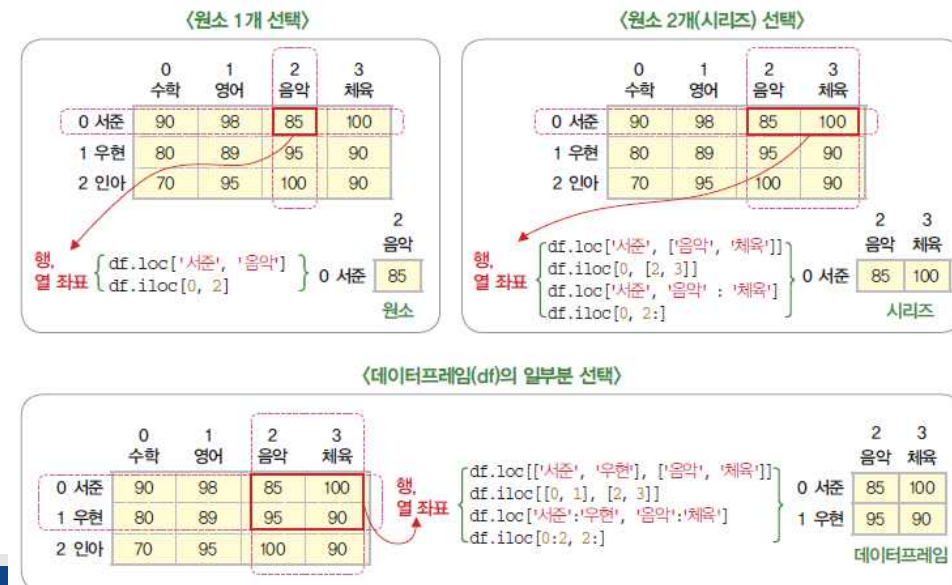 〈원소 1개 선택〉
0 1 2 3
수학 영어 음악 체육
0 서준 90 98 85 100
1 우현 80 89 95 90
2 인아 70 95 100 90
행,
열 좌표
df.loc['서준', '음악']
df.iloc[0, 2]
2
음악
0 서준 85
원소
〈원소 2개(시리즈) 선택〉
0 1 2 3
수학 영어 음악 체육
0 서준 90 98 85 100
1 우현 80 89 95 90
2 인아 70 95 100 90
행,
열 좌표
df.loc['서준', ['음악', '체육']]
df.iloc[0, [2, 3]]
df.loc['서준', '음악' : '체육']
df.iloc[0, 2:]
2 3
음악 체육
0 서준 85 100
시리즈
〈데이터프레임(df)의 일부분 선택〉
0 1 2 3
수학 영어 음악 체육
0 서준 90 98 85 100
1 우현 80 89 95 90
2 인아 70 95 100 90
행,
열 좌표
df.loc[['서준', '우현'], ['음악', '체육']]
df.iloc[[0, 1], [2, 3]]
df.loc['서준':'우현', '음악':'체육']
df.iloc[0:2, 2:]
2 3
음악 체육
0 서준 85 100
1 우현 95 90
데이터프레임